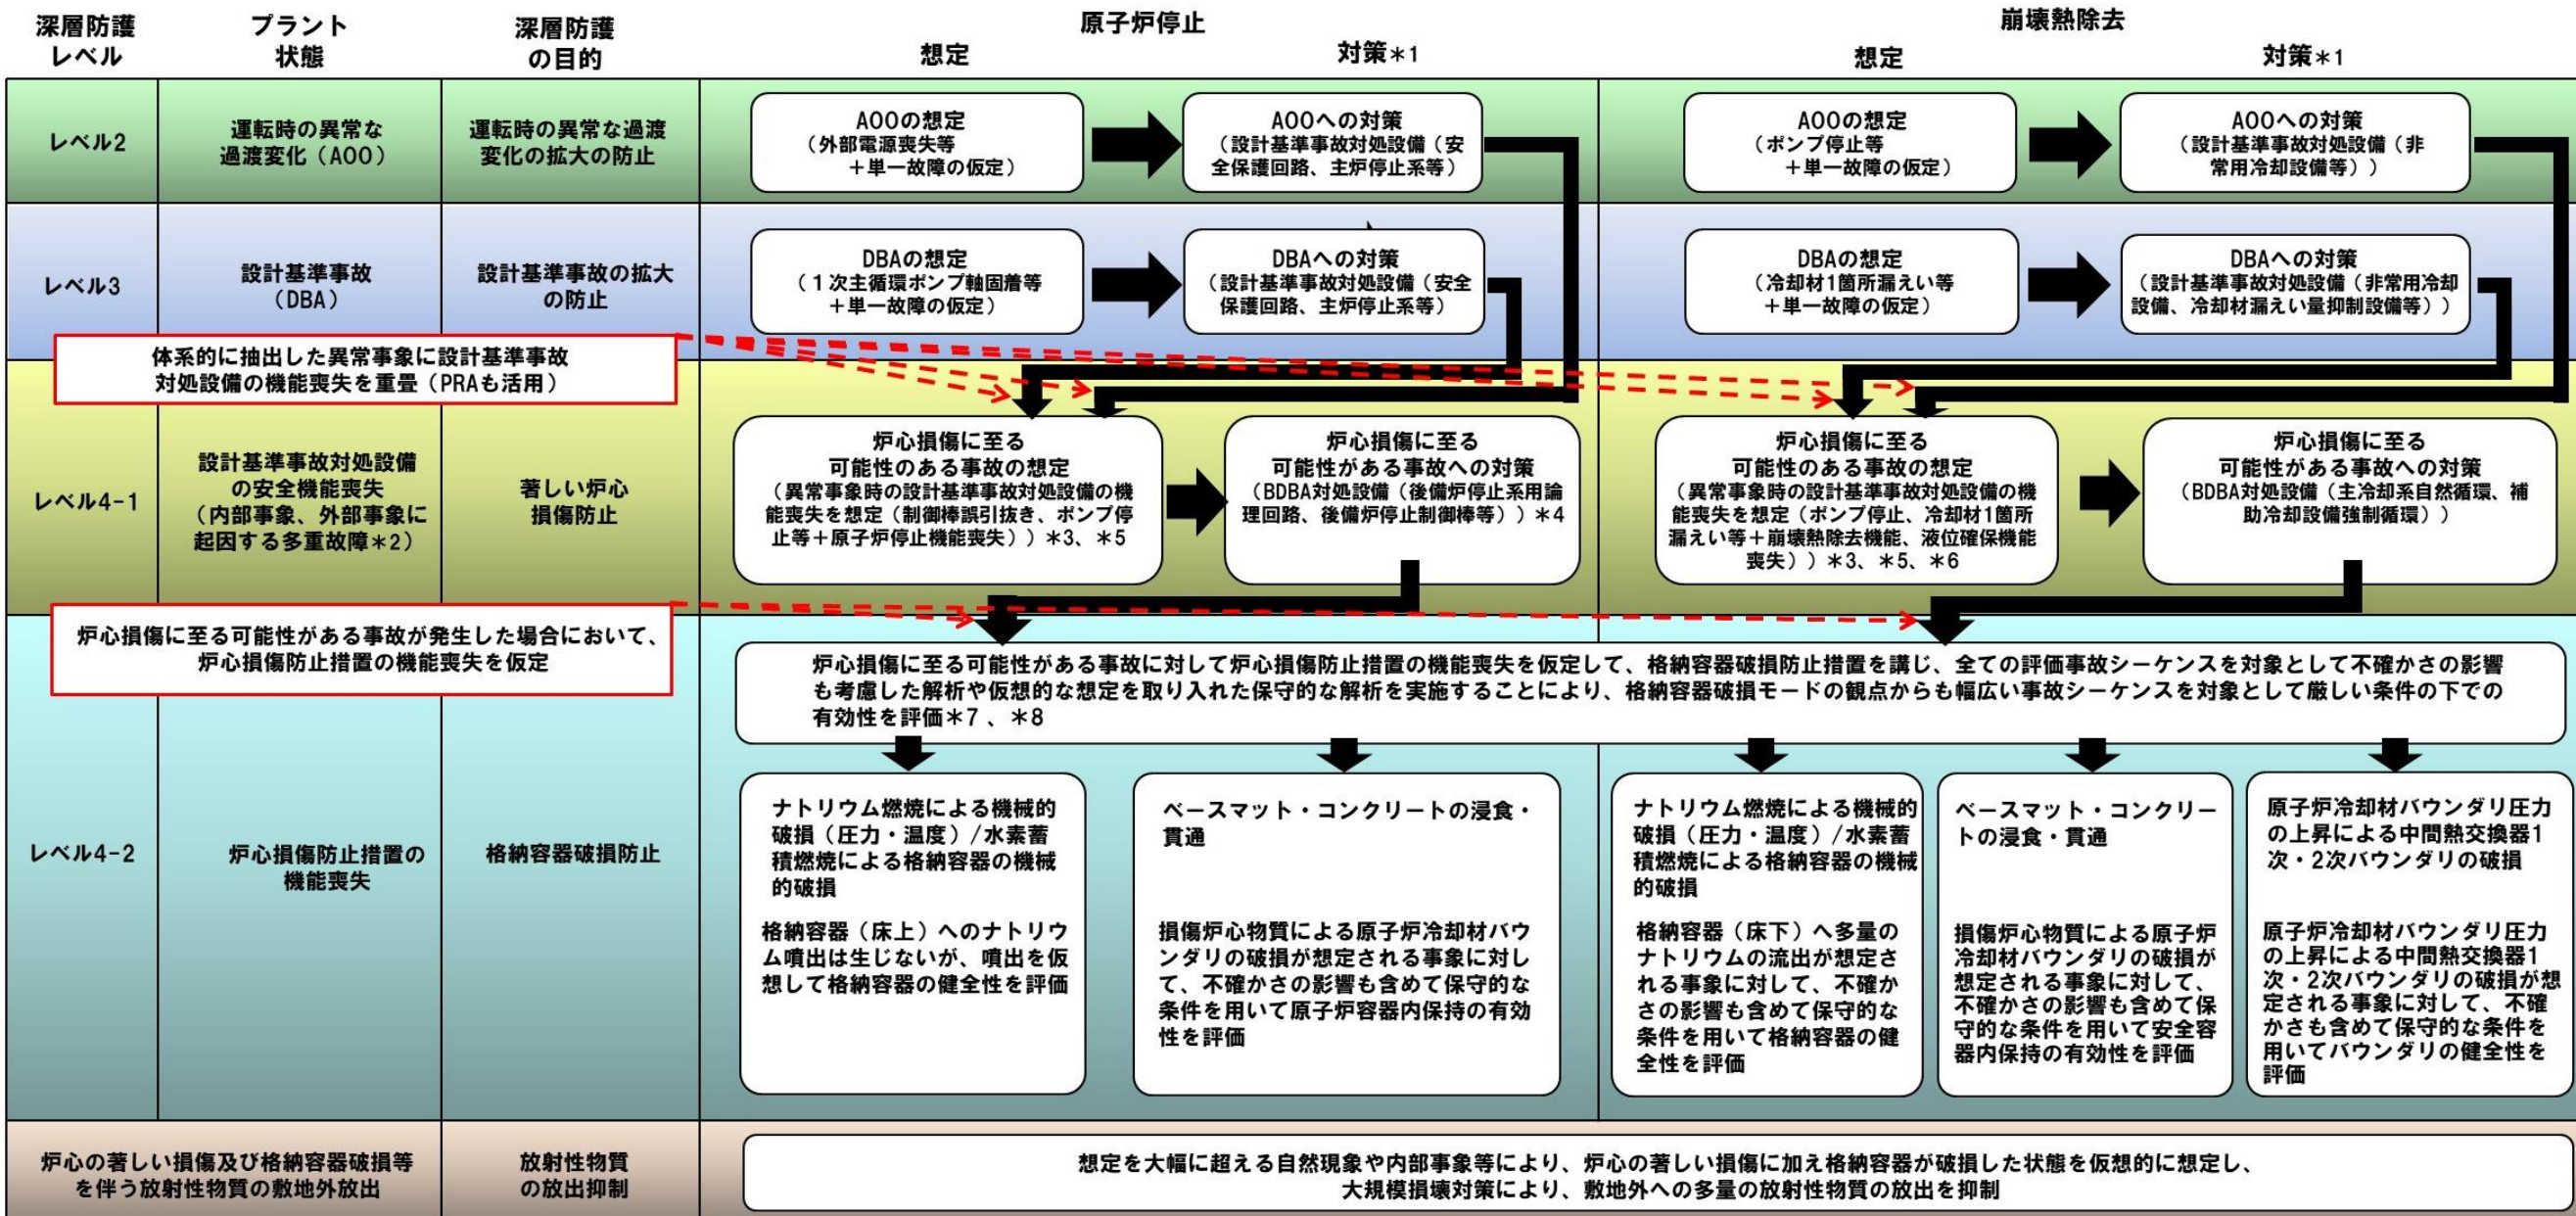 深層防護
レベル
プラント
状態
深層防護
の目的
原子炉停止
想定
対策＊1
崩壊熱除去
想定
対策＊1
レベル2
運転時の異常な
過渡変化（AOO）
運転時の異常な過渡
変化の拡大の防止
AOOの想定
（外部電源喪失等
＋単一故障の仮定）
AOOへの対策
（設計基準事故対処設備（安
全保護回路、主炉停止系等）
AOOの想定
（ポンプ停止等
＋単一故障の仮定）
AOOへの対策
（設計基準事故対処設備（非
常用冷却設備等））
レベル3
設計基準事故
（DBA）
設計基準事故の拡大
の防止
DBAの想定
（１次主循環ポンプ軸固着等
＋単一故障の仮定）
DBAへの対策
（設計基準事故対処設備（安全
保護回路、主炉停止系等）
DBAの想定
（冷却材1箇所漏えい等
＋単一故障の仮定）
DBAへの対策
（設計基準事故対処設備（非常用冷却
設備、冷却材漏えい量抑制設備等））
体系的に抽出した異常事象に設計基準事故
対処設備の機能喪失を重畳（PRAも活用）
レベル4-1
設計基準事故対処設備
の安全機能喪失
（内部事象、外部事象に
起因する多重故障＊2）
著しい炉心
損傷防止
炉心損傷に至る
可能性のある事故の想定
（異常事象時の設計基準事故対処設備の機
能喪失を想定（制御棒誤引抜き、ポンプ停
止等＋原子炉停止機能喪失））＊3、＊5
炉心損傷に至る
可能性がある事故への対策
（BDBA対処設備（後備炉停止系用論
理回路、後備炉停止制御棒等））＊4
炉心損傷に至る
可能性のある事故の想定
（異常事象時の設計基準事故対処設備の機
能喪失を想定（ポンプ停止、冷却材1箇所
漏えい等＋崩壊熱除去機能、液位確保機能
喪失））＊3、＊5、＊6
炉心損傷に至る
可能性がある事故への対策
（BDBA対処設備（主冷却系自然循環、補
助冷却設備強制循環））
炉心損傷に至る可能性がある事故が発生した場合において、
炉心損傷防止措置の機能喪失を仮定
レベル4-2
炉心損傷防止措置の
機能喪失
格納容器破損防止
炉心損傷に至る可能性がある事故に対して炉心損傷防止措置の機能喪失を仮定して、格納容器破損防止措置を講じ、全ての評価事故シーケンスを対象として不確かさの影響
も考慮した解析や仮想的な想定を取り入れた保守的な解析を実施することにより、格納容器破損モードの観点からも幅広い事故シーケンスを対象として厳しい条件の下での
有効性を評価＊7 、＊8
ナトリウム燃焼による機械的
破損（圧力・温度）/水素蓄
積燃焼による格納容器の機械
的破損
格納容器（床上）へのナトリウ
ム噴出は生じないが、噴出を仮
想して格納容器の健全性を評価
ベースマット・コンクリートの浸食・
貫通
損傷炉心物質による原子炉冷却材バウ
ンダリの破損が想定される事象に対し
て、不確かさの影響も含めて保守的な
条件を用いて原子炉容器内保持の有効
性を評価
ナトリウム燃焼による機械的
破損（圧力・温度）/水素蓄
積燃焼による格納容器の機械
的破損
格納容器（床下）へ多量の
ナトリウムの流出が想定さ
れる事象に対して、不確か
さの影響も含めて保守的な
条件を用いて格納容器の健
全性を評価
ベースマット・コンクリー
トの浸食・貫通
損傷炉心物質による原子炉
冷却材バウンダリの破損が
想定される事象に対して、
不確かさの影響も含めて保
守的な条件を用いて安全容
器内保持の有効性を評価
原子炉冷却材バウンダリ圧力
の上昇による中間熱交換器1
次・2次バウンダリの破損
原子炉冷却材バウンダリ圧力
の上昇による中間熱交換器1
次・2次バウンダリの破損が想
定される事象に対して、不確
かさも含めて保守的な条件を
用いてバウンダリの健全性を
評価
炉心の著しい損傷及び格納容器破損等
を伴う放射性物質の敷地外放出
放射性物質
の放出抑制
想定を大幅に超える自然現象や内部事象等により、炉心の著しい損傷に加え格納容器が破損した状態を仮想的に想定し、
大規模損壊対策により、敷地外への多量の放射性物質の放出を抑制